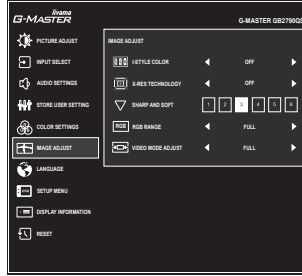 iiyama
G-MASTER
G-MASTER GB2790QS
PICTURE ADJUST
INPUT SELECT
AUDIO SETTINGS
STORE USER SETTING
COLOR SETTINGS
IMAGE ADJUST
LANGUAGE
SETUP MENU
DISPLAY INFORMATION
RESET
IMAGE ADJUST
I-STYLE COLOR OFF
X-RES TECHNOLOGY OFF
SHARP AND SOFT 1 2 3 4 5 6
RGB RGB RANGE FULL
VIDEO MODE ADJUST FULL